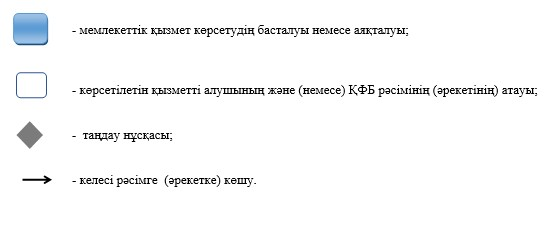 - мемлекеттік қызмет көрсетудің басталуы немесе аяқталуы;
- көрсетілетін қызметті алушының және (немесе) ҚФБ рәсімінің (әрекетінің) атауы;
- таңдау нұсқасы;
- келесі рәсімге (әрекетке) көшу.